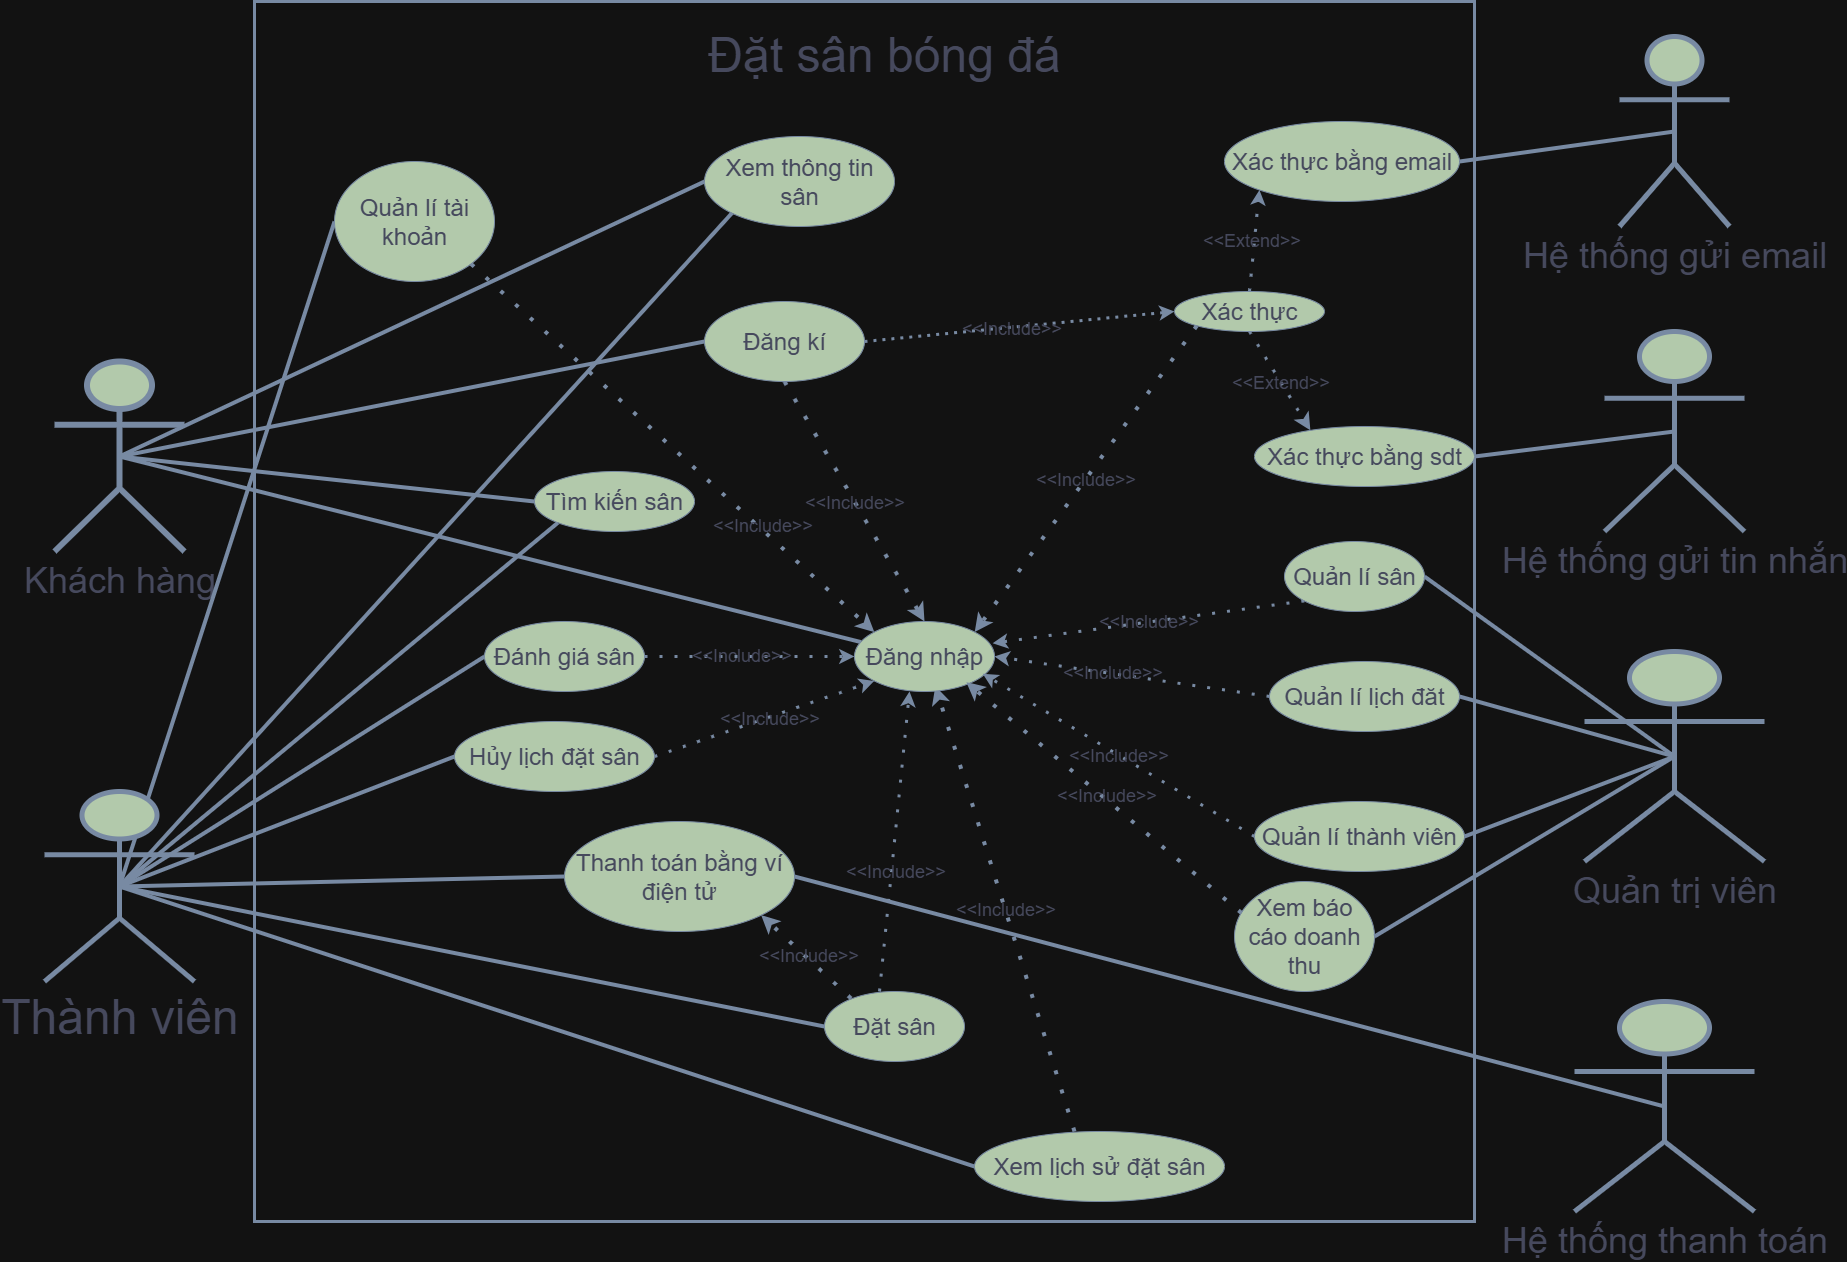 Đặt sân bóng đá
Xác thực bằng email
Xem thông tin
sân
Quản lí tài
khoản
<<Extend>>
Hệ thống gửi email
Xác thực
<<Include>>
Đăng kí
<<Extend>>
Xác thực bằng sdt
<<Include>>
Tìm kiến sân
<<Include>>
<<Include>>
Hệ thống gửi tin nhắn
Khách hàng
Quản lí sân
<<Include>>
Đánh giá sân
<<Include>>
Đăng nhập
<<Include>>
Quản lí lịch đăt
<<Include>>
Hủy lịch đặt sân
<<Include>>
<<Include>>
Quản lí thành viên
Thanh toán bằng ví
điện tử
<<Include>>
Quản trị viên
<<Include>>
Xem báo
cáo doanh
thu
<<Include>>
Thành viên
Đặt sân
Xem lịch sử đặt sân
Hệ thống thanh toán